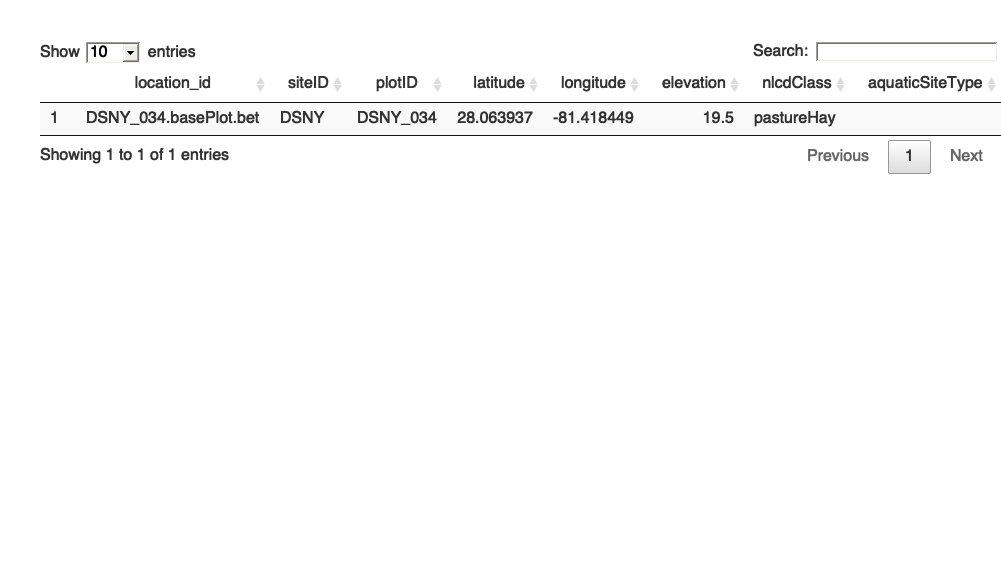 Show 10 entries Search:
location_id siteID plotID latitude longitude elevation nlcdClass aquaticSiteType
1 DSNY_034.basePlot.bet DSNY DSNY_034 28.063937 -81.418449 19.5 pastureHay
Showing 1 to 1 of 1 entries Previous 1 Next